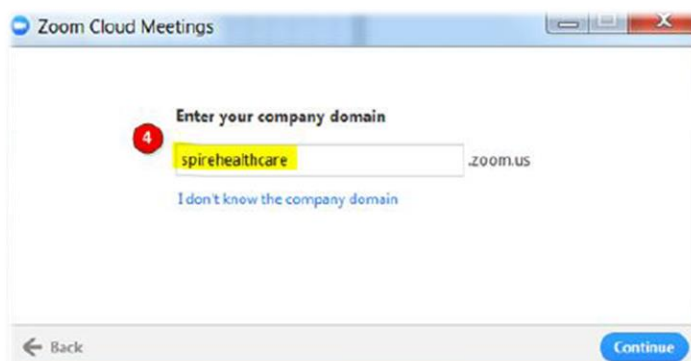 Zoom Cloud Meetings
Enter your company domain
4
spirehealthcare .zoom.us
I don't know the company domain
Back
Continue